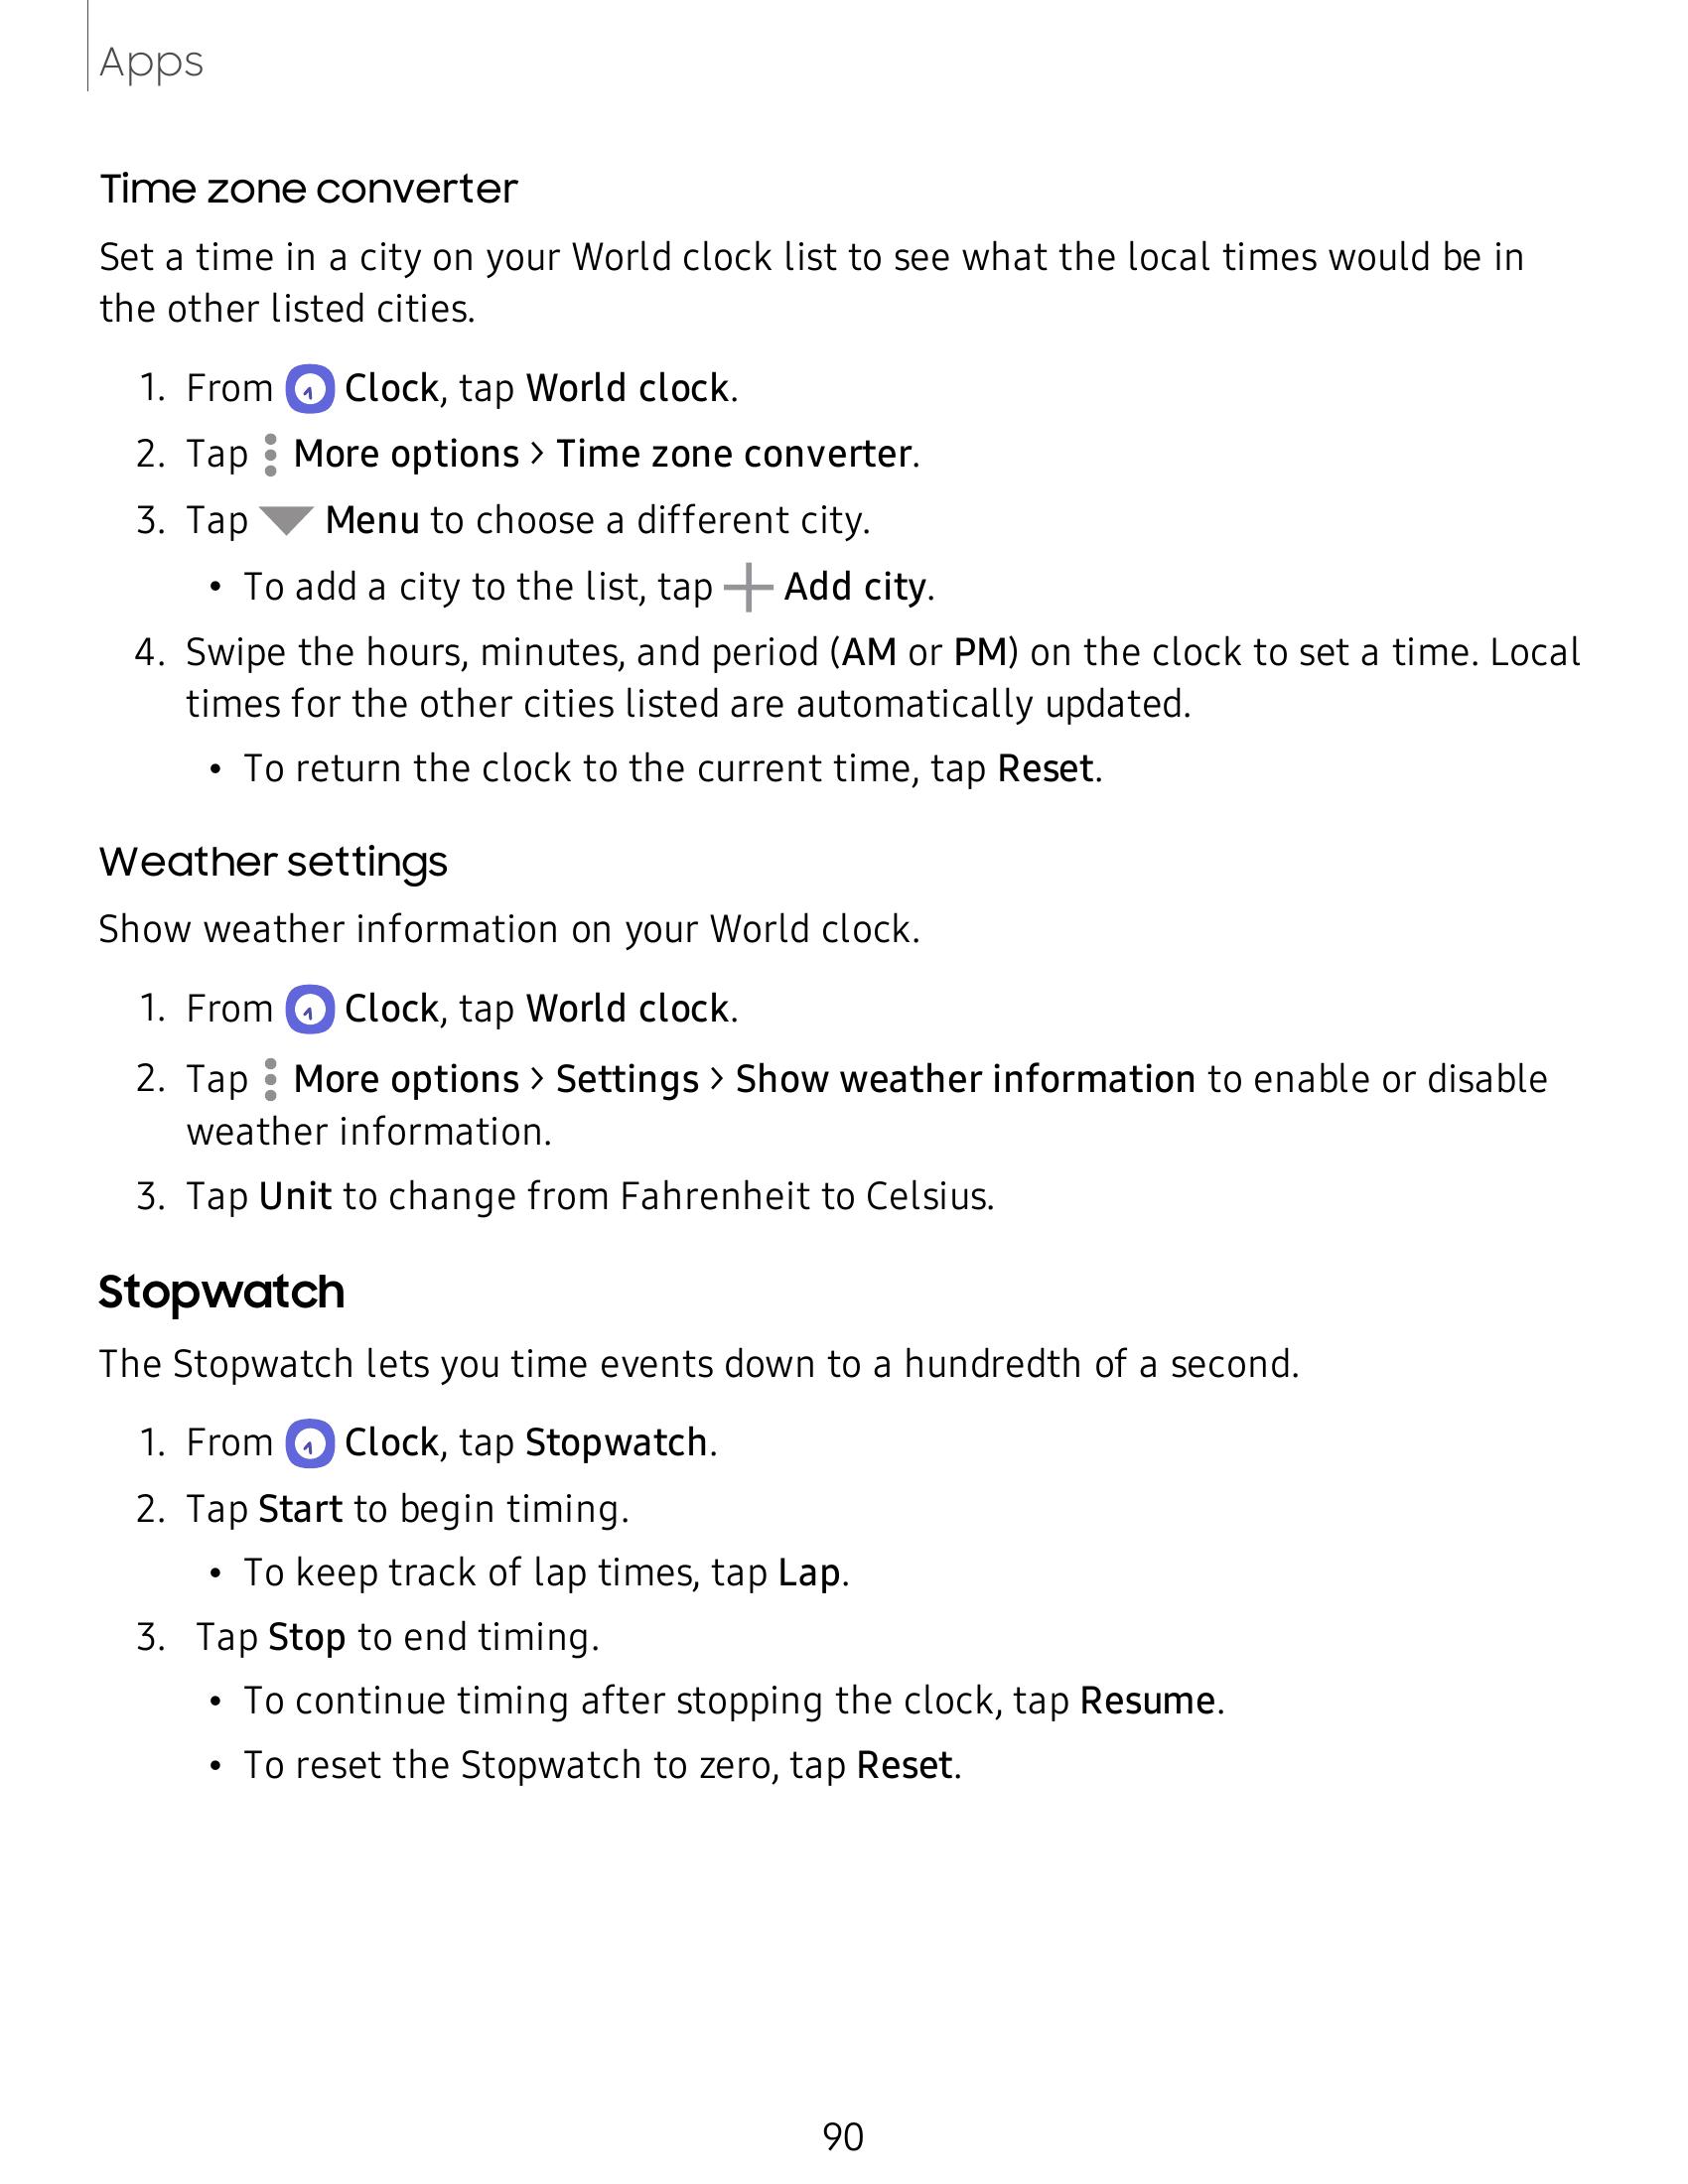 Apps
Time zone converter
Set a time in a city on your World clock list to see what the local times would be in
the other listed cities.
1. From Clock, tap World clock.
2. Tap More options > Time zone converter.
3. Tap Menu to choose a different city.
• To add a city to the list, tap Add city.
4. Swipe the hours, minutes, and period (AM or PM) on the clock to set a time. Local
times for the other cities listed are automatically updated.
• To return the clock to the current time, tap Reset.
Weather settings
Show weather information on your World clock.
1. From Clock, tap World clock.
2. Tap More options > Settings > Show weather information to enable or disable
weather information.
3. Tap Unit to change from Fahrenheit to Celsius.
Stopwatch
The Stopwatch lets you time events down to a hundredth of a second.
1. From Clock, tap Stopwatch.
2. Tap Start to begin timing.
• To keep track of lap times, tap Lap.
3. Tap Stop to end timing.
• To continue timing after stopping the clock, tap Resume.
• To reset the Stopwatch to zero, tap Reset.
90